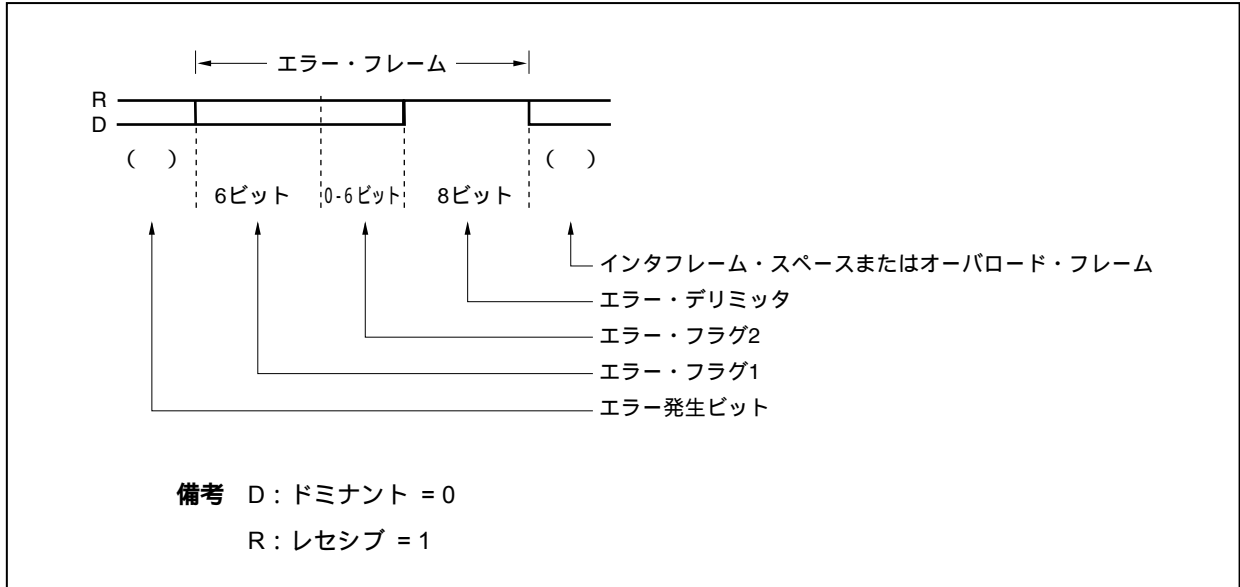 エラー・フレーム
R
D
(　)
(　)
6ビット
0-6ビット
8ビット
インタフレーム・スペースまたはオーバロード・フレーム
エラー・デリミッタ
エラー・フラグ2
エラー・フラグ1
エラー発生ビット
備考 D：ドミナント = 0
R：レセシブ = 1